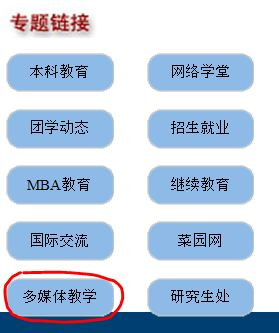 专题链接
本科教育 网络学堂
团学动态 招生就业
MBA教育 继续教育
国际交流 菜园网
多媒体教学 研究生处